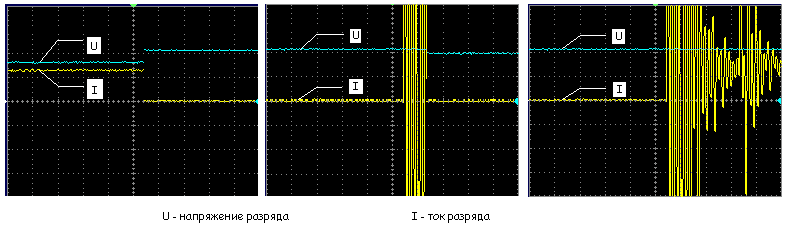 U U U
I I I
U - напряжение разряда I - ток разряда